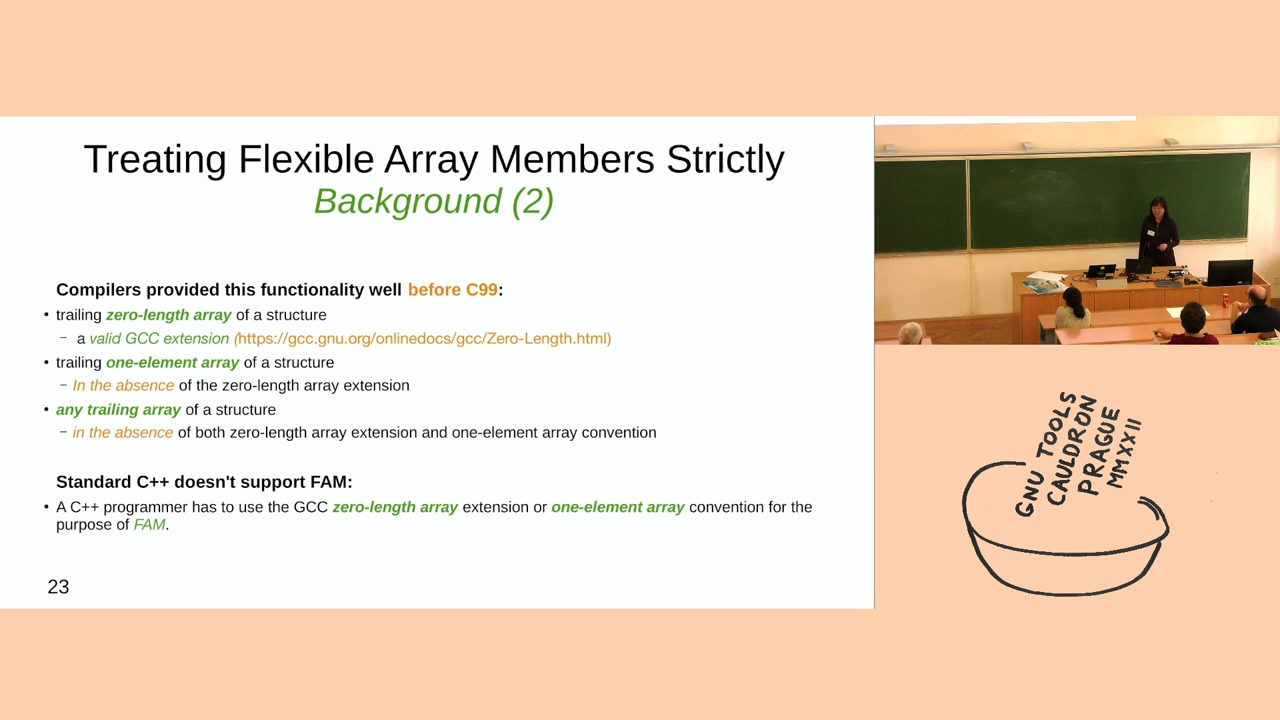 Treating Flexible Array Members Strictly
Background (2)
Compilers provided this functionality well before C99:
• trailing zero-length array of a structure
− a valid GCC extension (https://gcc.gnu.org/onlinedocs/gcc/Zero-Length.html)
• trailing one-element array of a structure
− In the absence of the zero-length array extension
• any trailing array of a structure
− in the absence of both zero-length array extension and one-element array convention
Standard C++ doesn't support FAM:
• A C++ programmer has to use the GCC zero-length array extension or one-element array convention for the
purpose of FAM.
23
GNU TOOLS
CAULDRON
PRAGUE
MMXXII